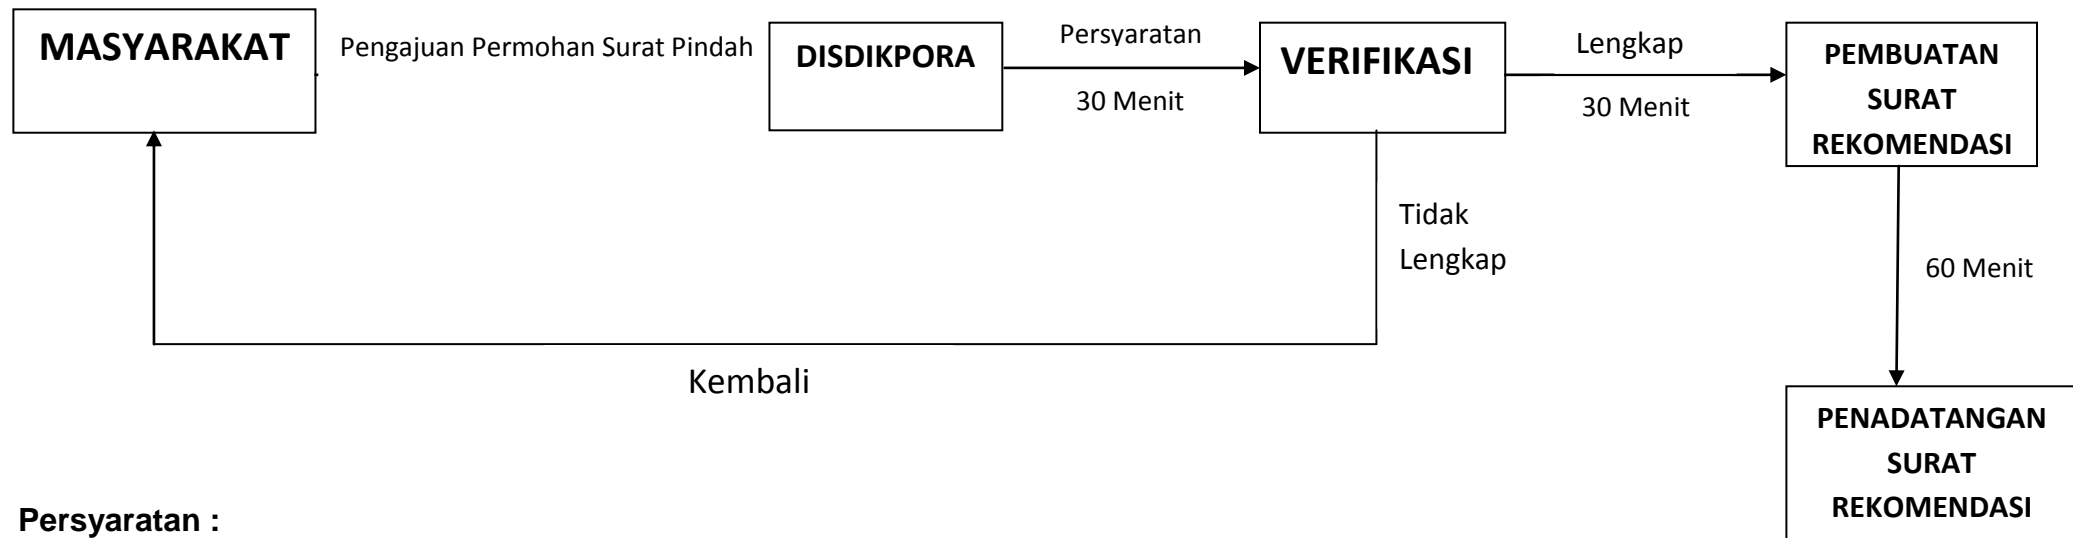 MASYARAKAT
Pengajuan Permohan Surat Pindah
DISDIKPORA
Persyaratan
30 Menit
VERIFIKASI
Lengkap
30 Menit
PEMBUATAN
SURAT
REKOMENDASI
Tidak
Lengkap
60 Menit
Kembali
PENADATANGAN
SURAT
REKOMENDASI
Persyaratan :